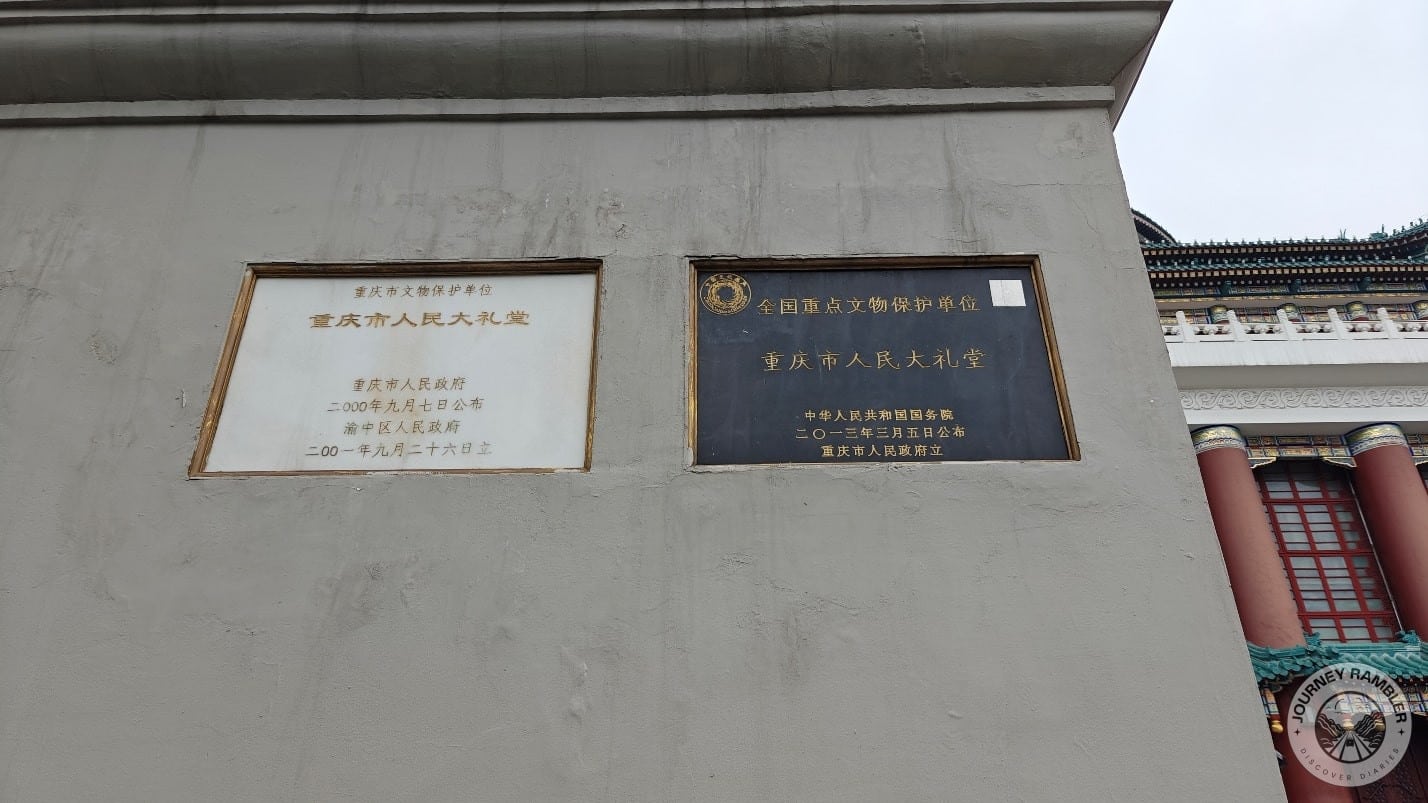 重庆市文物保护单位
重庆市人民大礼堂
重庆市人民政府
二000年九月七日公布
渝中区人民政府
二00一年九月二十六日立
全国重点文物保护单位
重庆市人民大礼堂
中华人民共和国国务院
二〇一三年三月五日公布
重庆市人民政府立
JOURNEY RAMBLER
DISCOVER DIARIES